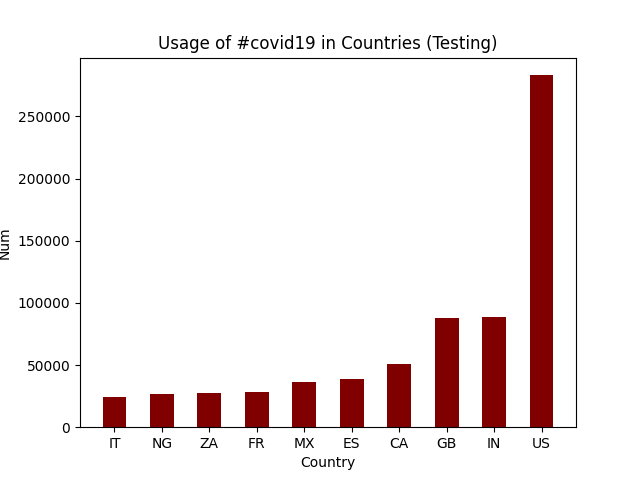 Usage of #covid19 in Countries (Testing)
250000
200000
150000
100000
50000
0
Num
IT NG ZA FR MX ES CA GB IN US
Country